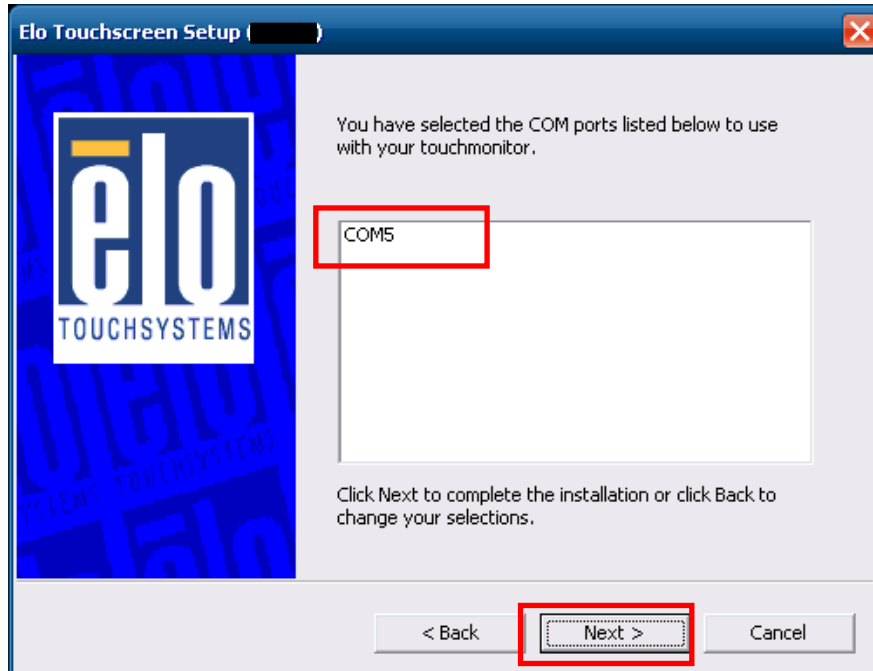 Elo Touchscreen Setup ( )
You have selected the COM ports listed below to use
with your touchmonitor.
COM5
elo
TOUCHSYSTEMS
Click Next to complete the installation or click Back to
change your selections.
< Back
Next >
Cancel